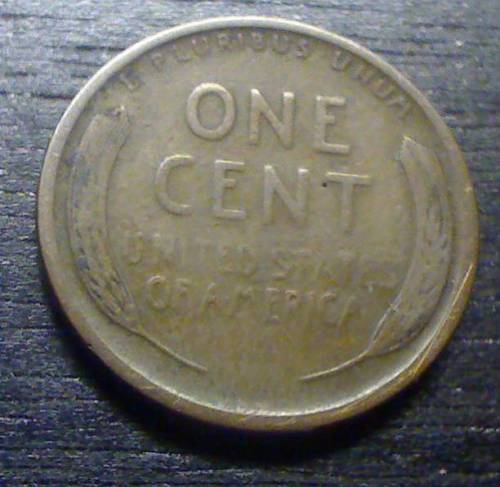 E PLURIBUS UNUM
ONE
CENT
UNITED STATES
OF AMERICA